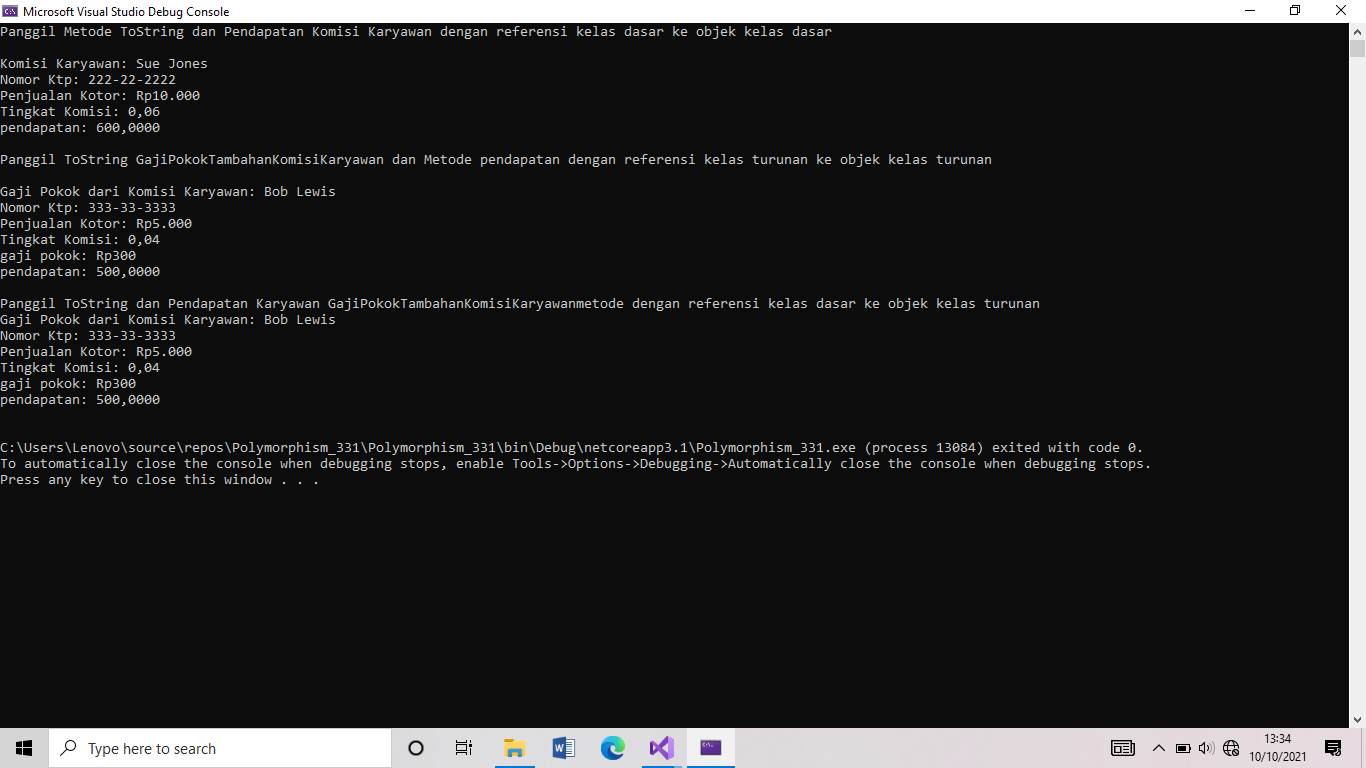 Microsoft Visual Studio Debug Console
Panggil Metode ToString dan Pendapatan Komisi Karyawan dengan referensi kelas dasar ke objek kelas dasar
Komisi Karyawan: Sue Jones
Nomor Ktp: 222-22-2222
Penjualan Kotor: Rp10.000
Tingkat Komisi: 0,06
pendapatan: 600,0000
Panggil ToString GajiPokokTambahanKomisiKaryawan dan Metode pendapatan dengan referensi kelas turunan ke objek kelas turunan
Gaji Pokok dari Komisi Karyawan: Bob Lewis
Nomor Ktp: 333-33-3333
Penjualan Kotor: Rp5.000
Tingkat Komisi: 0,04
gaji pokok: Rp300
pendapatan: 500,0000
Panggil ToString dan Pendapatan Karyawan GajiPokokTambahanKomisiKaryawanmetode dengan referensi kelas dasar ke objek kelas turunan
Gaji Pokok dari Komisi Karyawan: Bob Lewis
Nomor Ktp: 333-33-3333
Penjualan Kotor: Rp5.000
Tingkat Komisi: 0,04
gaji pokok: Rp300
pendapatan: 500,0000
C:\Users\Lenovo\source\repos\Polymorphism_331\Polymorphism_331\bin\Debug\netcoreapp3.1\Polymorphism_331.exe (process 13084) exited with code 0.
To automatically close the console when debugging stops, enable Tools->Options->Debugging->Automatically close the console when debugging stops.
Press any key to close this window . . .
Type here to search
13:34
10/10/2021